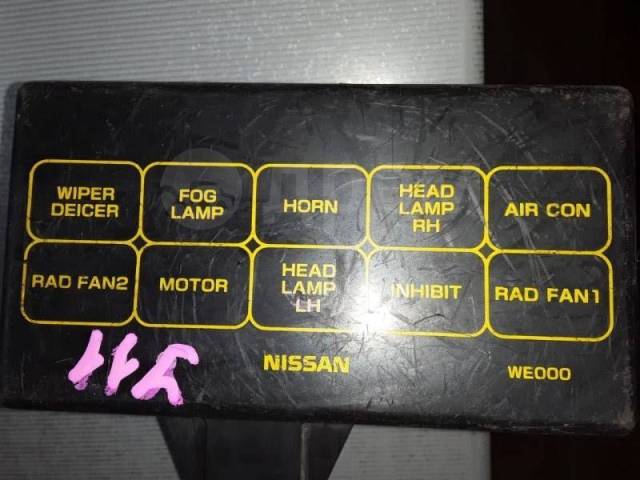 WIPER
DEICER
FOG
LAMP
HORN
HEAD
LAMP
RH
AIR CON
RAD FAN2
MOTOR
HEAD
LAMP
LH
INHIBIT
RAD FAN1
NISSAN
WE000